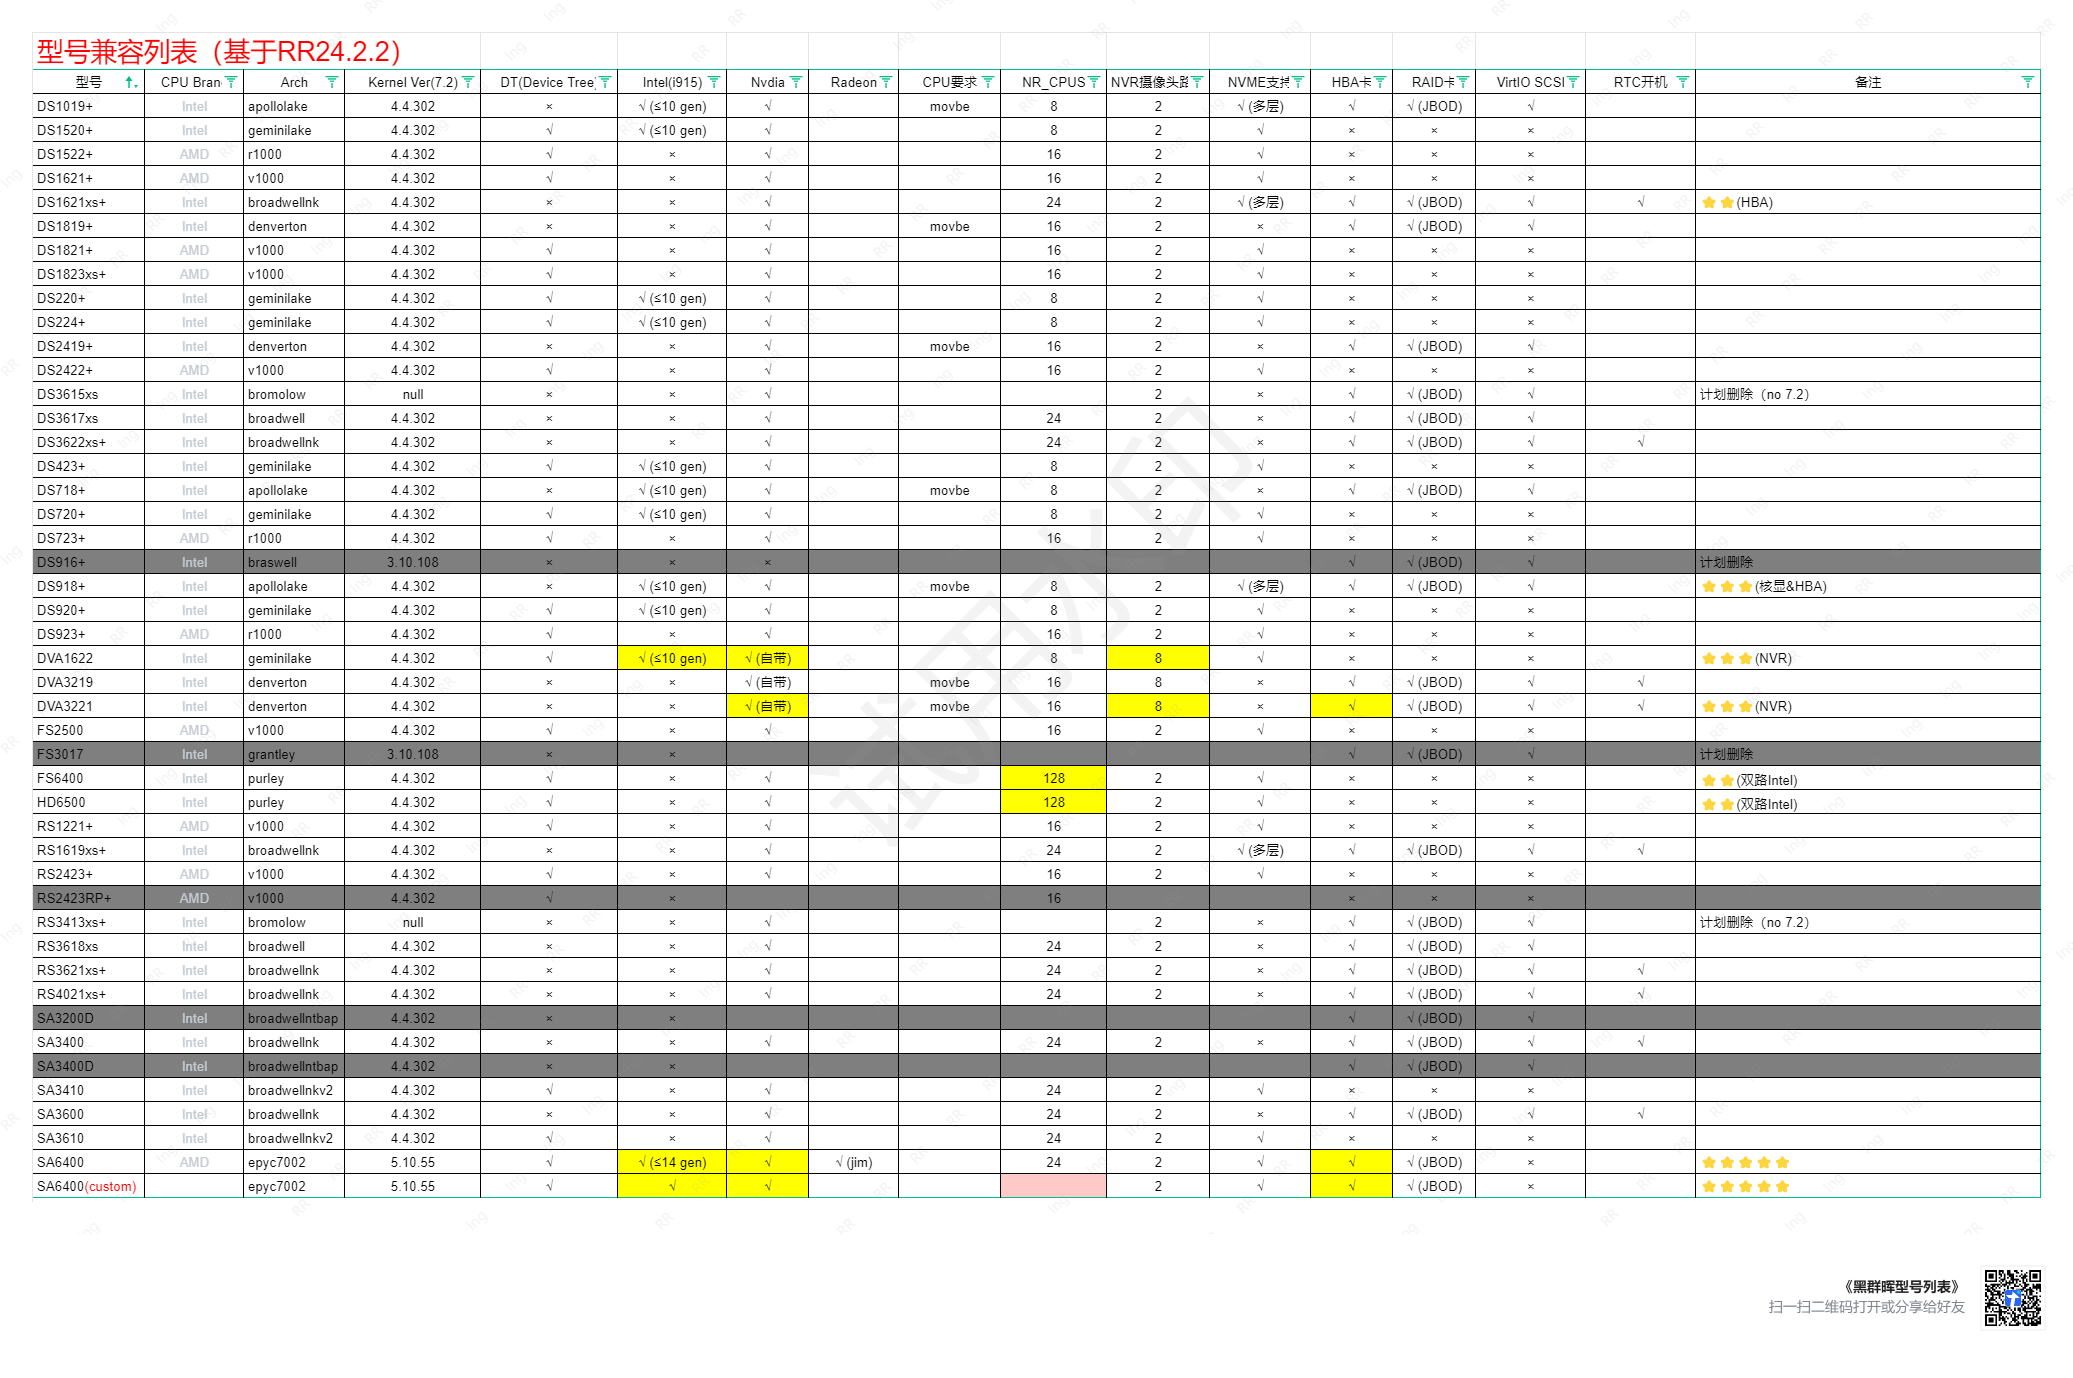 型号兼容列表（基于RR24.2.2）
型号 CPU Bran Arch Kernel Ver(7.2) DT(Device Tree) Intel(i915) Nvdia Radeon CPU要求 NR_CPUS NVR摄像头路 NVME支持 HBA卡 RAID卡 VirtIO SCSI RTC开机 备注
DS1019+ Intel apollolake 4.4.302 × √(≤10 gen) √ movbe 8 2 √(多层) √ √(JBOD) √
DS1520+ Intel geminilake 4.4.302 √ √(≤10 gen) √ 8 2 √ × × ×
DS1522+ AMD r1000 4.4.302 √ × √ 16 2 √ × × ×
DS1621+ AMD v1000 4.4.302 √ × √ 16 2 √ × × ×
DS1621xs+ Intel broadwellnk 4.4.302 × × √ 24 2 √(多层) √ √(JBOD) √ √ ⭐⭐(HBA)
DS1819+ Intel denverton 4.4.302 × × √ movbe 16 2 × √ √(JBOD) √
DS1821+ AMD v1000 4.4.302 √ × √ 16 2 √ × × ×
DS1823xs+ AMD v1000 4.4.302 √ × √ 16 2 √ × × ×
DS220+ Intel geminilake 4.4.302 √ √(≤10 gen) √ 8 2 √ × × ×
DS224+ Intel geminilake 4.4.302 √ √(≤10 gen) √ 8 2 √ × × ×
DS2419+ Intel denverton 4.4.302 × × √ movbe 16 2 × √ √(JBOD) √
DS2422+ AMD v1000 4.4.302 √ × √ 16 2 √ × × ×
DS3615xs Intel bromolow null × × √ 2 × √ √(JBOD) √ 计划删除（no 7.2）
DS3617xs Intel broadwell 4.4.302 × × √ 24 2 × √ √(JBOD) √
DS3622xs+ Intel broadwellnk 4.4.302 × × √ 24 2 × √ √(JBOD) √ √
DS423+ Intel geminilake 4.4.302 √ √(≤10 gen) √ 8 2 √ × × ×
DS718+ Intel apollolake 4.4.302 × √(≤10 gen) √ movbe 8 2 × √ √(JBOD) √
DS720+ Intel geminilake 4.4.302 √ √(≤10 gen) √ 8 2 √ × × ×
DS723+ AMD r1000 4.4.302 √ × √ 16 2 √ × × ×
DS916+ Intel braswell 3.10.108 × × × √ √(JBOD) √ 计划删除
DS918+ Intel apollolake 4.4.302 × √(≤10 gen) √ movbe 8 2 √(多层) √ √(JBOD) √ ⭐⭐⭐(核显&HBA)
DS920+ Intel geminilake 4.4.302 √ √(≤10 gen) √ 8 2 √ × × ×
DS923+ AMD r1000 4.4.302 √ × √ 16 2 √ × × ×
DVA1622 Intel geminilake 4.4.302 √ √(≤10 gen) √(自带) 8 8 √ × × × ⭐⭐⭐(NVR)
DVA3219 Intel denverton 4.4.302 × × √(自带) movbe 16 8 × √ √(JBOD) √ √
DVA3221 Intel denverton 4.4.302 × × √(自带) movbe 16 8 × √ √(JBOD) √ √ ⭐⭐⭐(NVR)
FS2500 AMD v1000 4.4.302 √ × √ 16 2 √ × × ×
FS3017 Intel grantley 3.10.108 × × √ √(JBOD) √ 计划删除
FS6400 Intel purley 4.4.302 √ × √ 128 2 √ × × × ⭐⭐(双路Intel)
HD6500 Intel purley 4.4.302 √ × √ 128 2 √ × × × ⭐⭐(双路Intel)
RS1221+ AMD v1000 4.4.302 √ × √ 16 2 √ × × ×
RS1619xs+ Intel broadwellnk 4.4.302 × × √ 24 2 √(多层) √ √(JBOD) √ √
RS2423+ AMD v1000 4.4.302 √ × √ 16 2 √ × × ×
RS2423RP+ AMD v1000 4.4.302 √ × 16 × × ×
RS3413xs+ Intel bromolow null × × √ 2 × √ √(JBOD) √ 计划删除（no 7.2）
RS3618xs Intel broadwell 4.4.302 × × √ 24 2 × √ √(JBOD) √
RS3621xs+ Intel broadwellnk 4.4.302 × × √ 24 2 × √ √(JBOD) √ √
RS4021xs+ Intel broadwellnk 4.4.302 × × √ 24 2 × √ √(JBOD) √ √
SA3200D Intel broadwellntbap 4.4.302 × × √ √(JBOD) √
SA3400 Intel broadwellnk 4.4.302 × × √ 24 2 × √ √(JBOD) √ √
SA3400D Intel broadwellntbap 4.4.302 × × √ √(JBOD) √
SA3410 Intel broadwellnkv2 4.4.302 √ × √ 24 2 √ × × ×
SA3600 Intel broadwellnk 4.4.302 × × √ 24 2 × √ √(JBOD) √ √
SA3610 Intel broadwellnkv2 4.4.302 √ × √ 24 2 √ × × ×
SA6400 AMD epyc7002 5.10.55 √ √(≤14 gen) √ √(jim) 24 2 √ √ √(JBOD) × ⭐⭐⭐⭐⭐
SA6400(custom) epyc7002 5.10.55 √ √ √ 2 √ √ √(JBOD) × ⭐⭐⭐⭐⭐
试用水印
《黑群晖型号列表》
扫一扫二维码打开或分享给好友